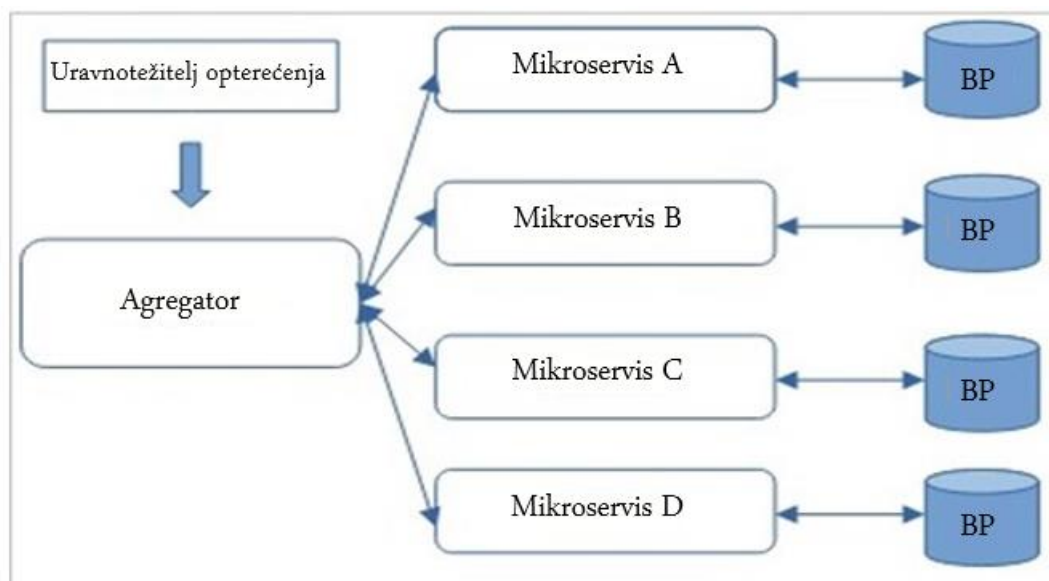 Uravnotežitelj opterećenja
Mikroservis A
BP
Mikroservis B
BP
Agregator
Mikroservis C
BP
Mikroservis D
BP